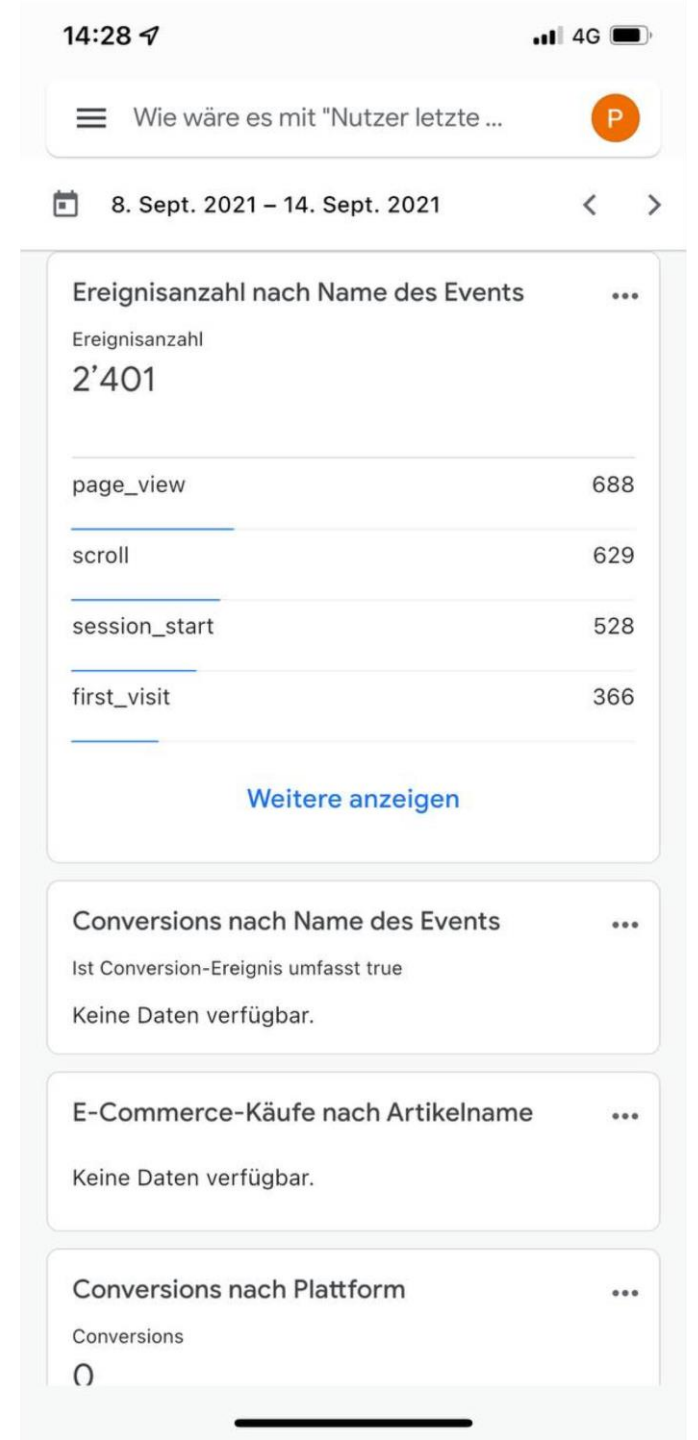 14:28
4G
Wie wäre es mit "Nutzer letzte ...
P
8. Sept. 2021 – 14. Sept. 2021
Ereignisanzahl nach Name des Events
Ereignisanzahl
2’401
page_view 688
scroll 629
session_start 528
first_visit 366
Weitere anzeigen
Conversions nach Name des Events
Ist Conversion-Ereignis umfasst true
Keine Daten verfügbar.
E-Commerce-Käufe nach Artikelname
Keine Daten verfügbar.
Conversions nach Plattform
Conversions
0